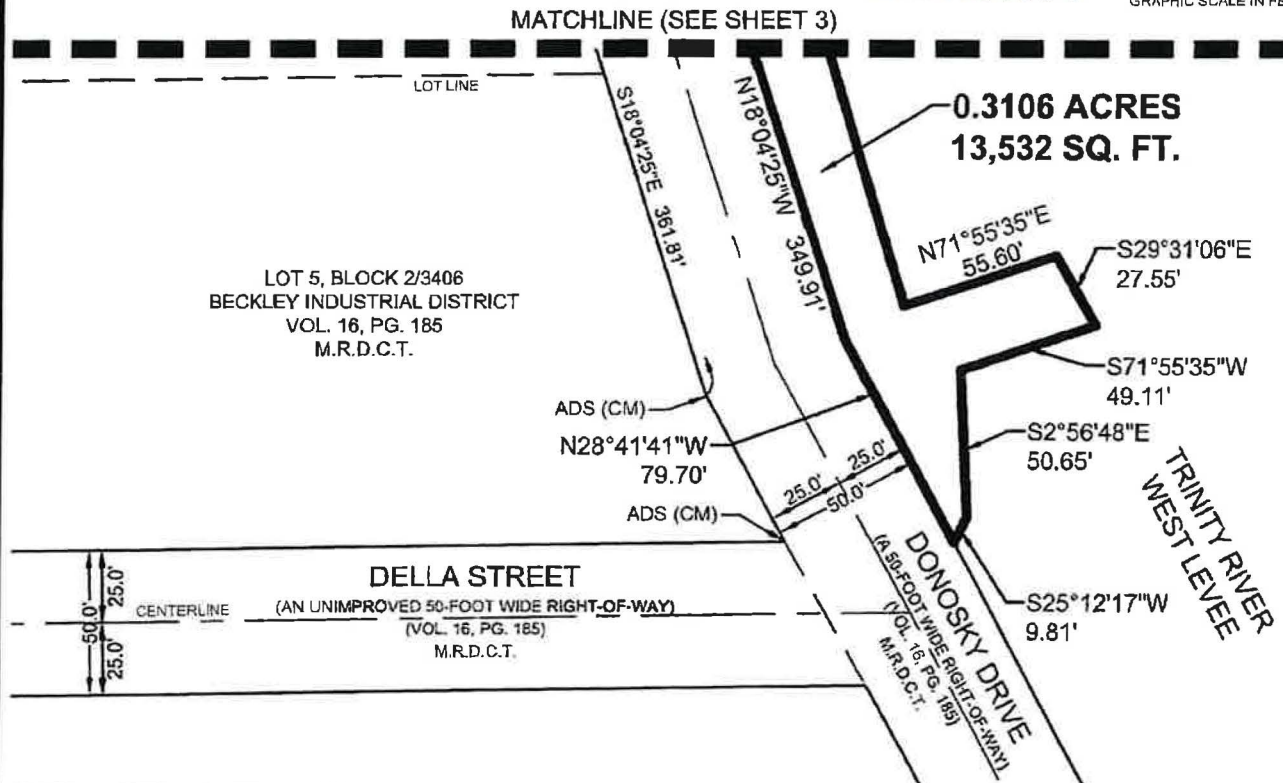 GRAPHIC SCALE IN
MATCHLINE (SEE SHEET 3)
LOT LINE
0.3106 ACRES
13,532 SQ. FT.
S18°04'25"E 361.81'
N18°04'25"W 349.91'
N71°55'35"E
55.60'
S29°31'06"E
27.55'
LOT 5, BLOCK 2/3406
BECKLEY INDUSTRIAL DISTRICT
VOL. 16, PG. 185
M.R.D.C.T.
S71°55'35"W
49.11'
ADS (CM)
N28°41'41"W
79.70'
S2°56'48"E
50.65'
25.0'
25.0'
50.0'
ADS (CM)
TRINITY RIVER
WEST LEVEE
DELLA STREET
(AN UNIMPROVED 50-FOOT WIDE RIGHT-OF-WAY)
(VOL. 16, PG. 185)
M.R.D.C.T.
CENTERLINE
50.0'
25.0'
25.0'
DONOSKY DRIVE
(A 50-FOOT WIDE RIGHT-OF-WAY)
(VOL. 16, PG. 185)
M.R.D.C.T.
S25°12'17"W
9.81'